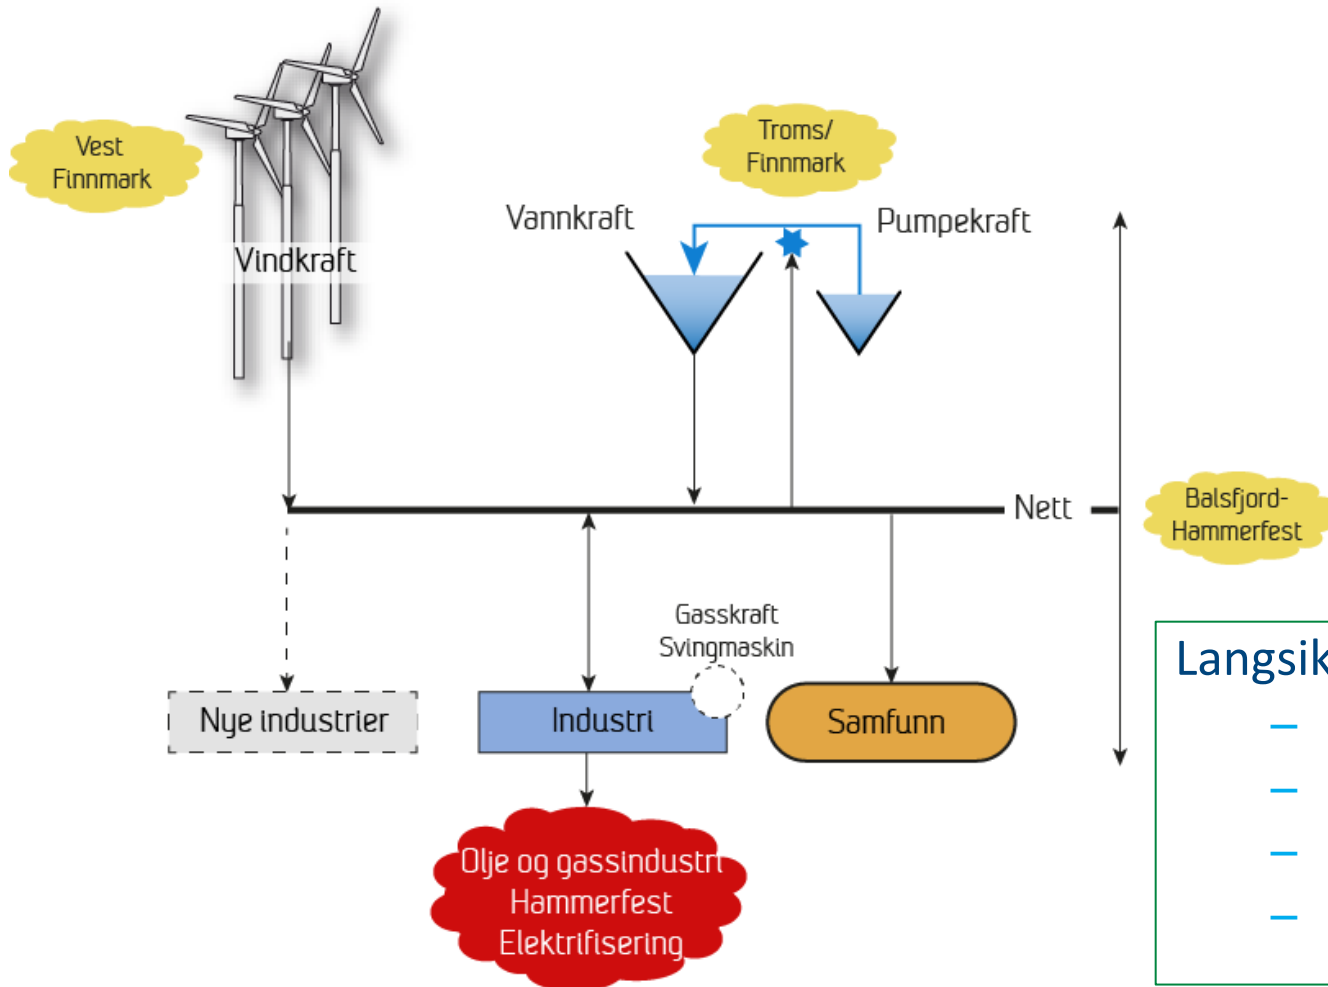 Vest
Finnmark
Vindkraft
Troms/
Finnmark
Vannkraft
Pumpekraft
Nett
Balsfjord-
Hammerfest
Gasskraft
Svingmaskin
Nye industrier
Industri
Samfunn
Olje og gassindustri
Hammerfest
Elektrifisering
Langsik
–
–
–
–